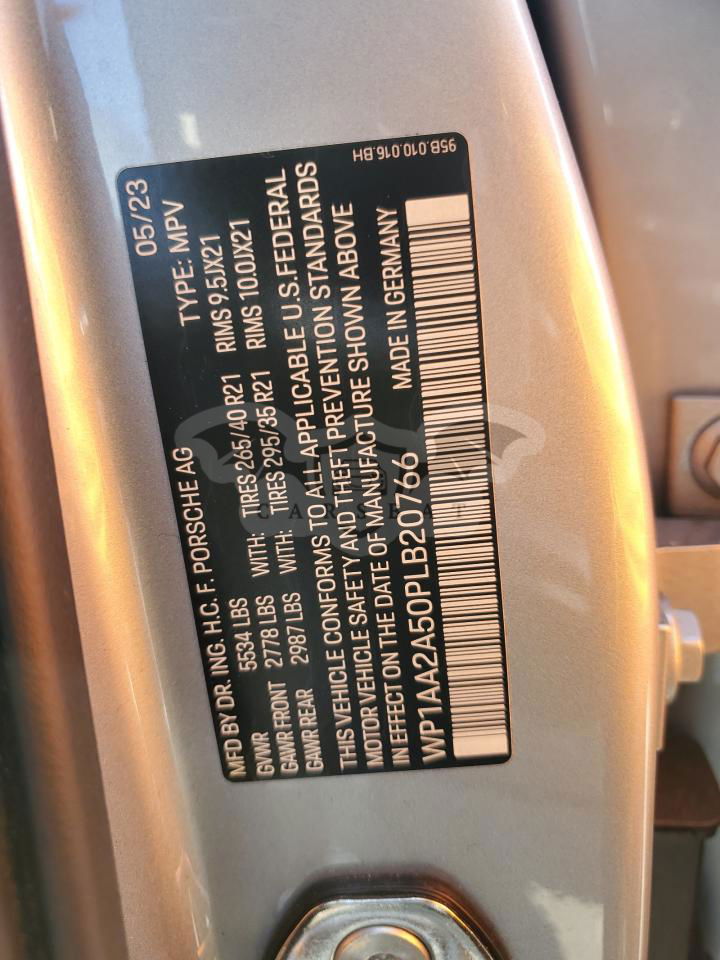 MFD BY DR. ING. H.C. F. PORSCHE AG 05/23
GVWR 5534 LBS TYPE: MPV
GAWR FRONT 2778 LBS WITH: TIRES 265/40 R21 RIMS 9.5JX21
GAWR REAR 2987 LBS WITH: TIRES 295/35 R21 RIMS 10.0JX21
THIS VEHICLE CONFORMS TO ALL APPLICABLE U.S.FEDERAL
MOTOR VEHICLE SAFETY AND THEFT PREVENTION STANDARDS
IN EFFECT ON THE DATE OF MANUFACTURE SHOWN ABOVE
WP1AA2A50PLB20766 MADE IN GERMANY
95B.010.016.BH
CARSBAT